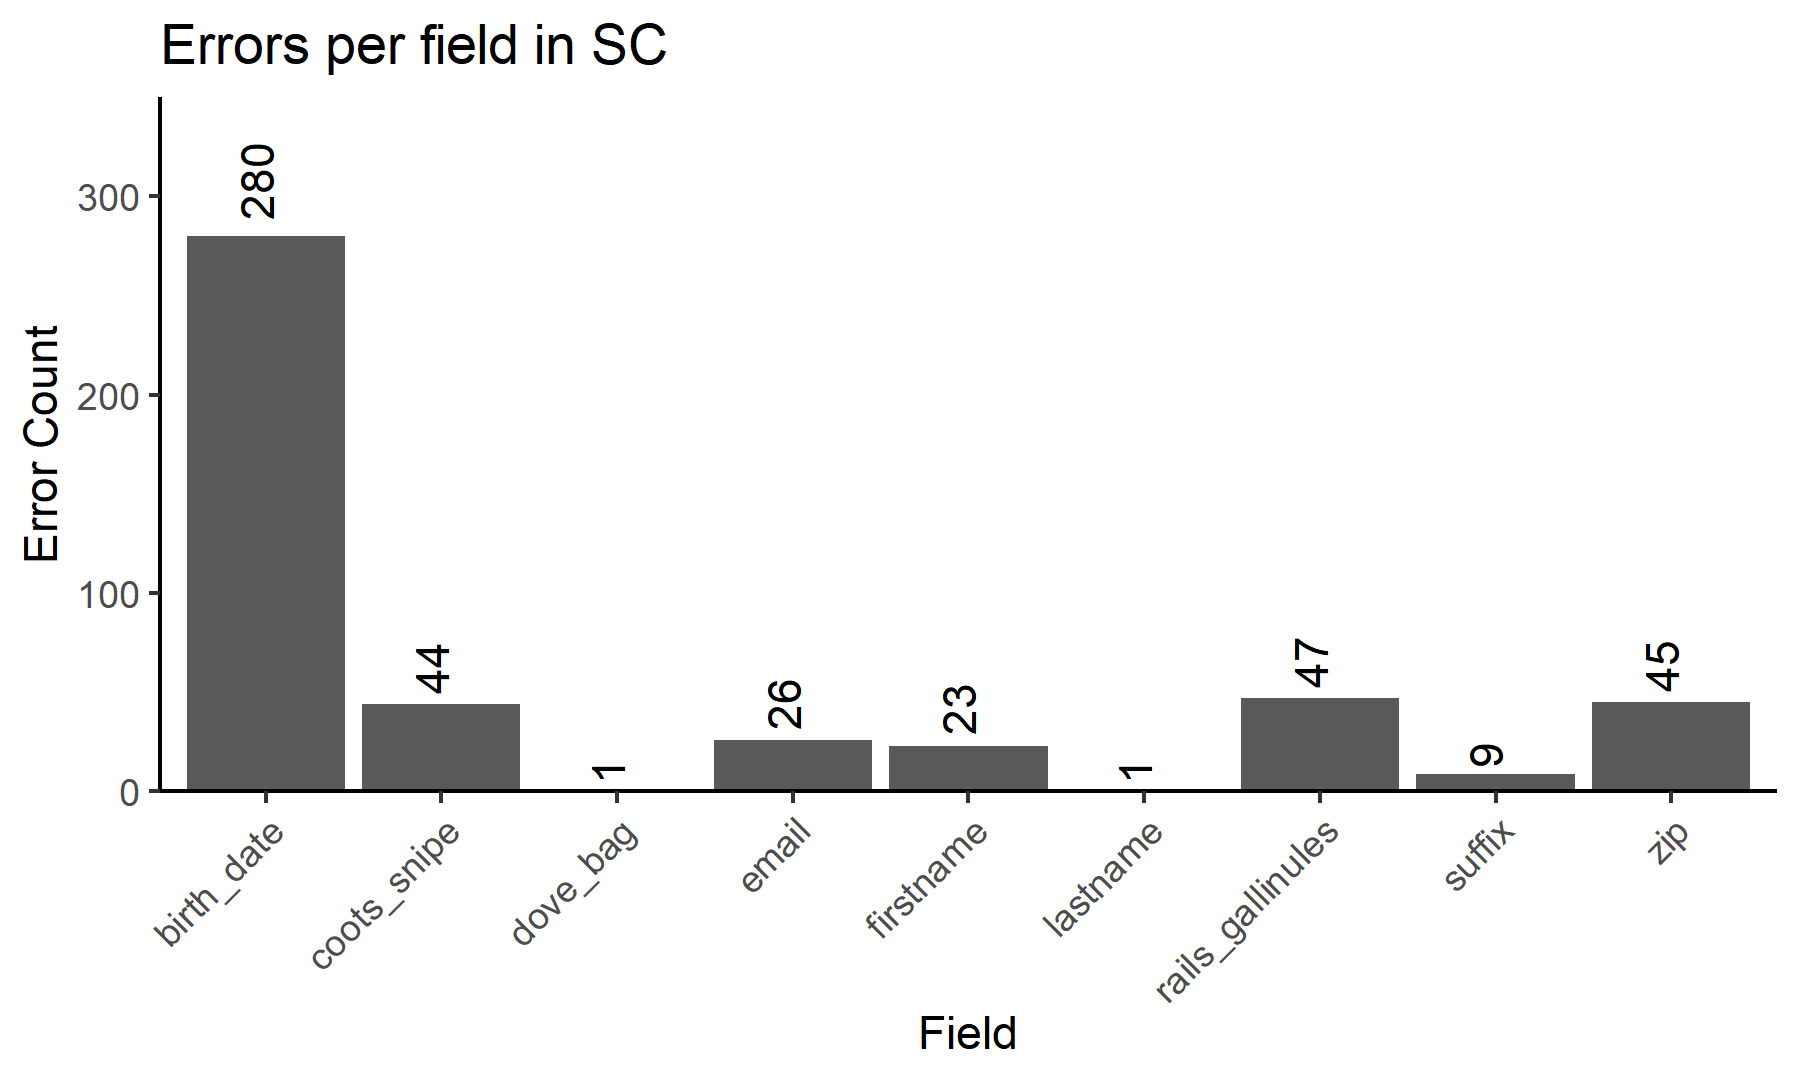 Errors per field in SC
Error Count
300
200
100
0
280
44
1
26
23
1
47
9
45
birth_date
coots_snipe
dove_bag
email
firstname
lastname
rails_gallinules
suffix
zip
Field